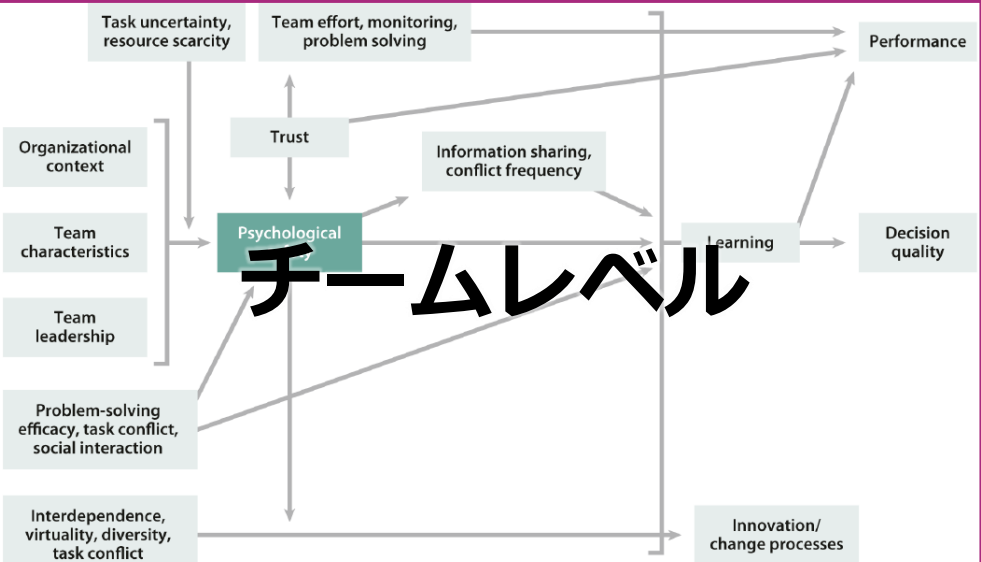 Task uncertainty,
resource scarcity
Team effort, monitoring,
problem solving
Performance
Trust
Organizational
context
Information sharing,
conflict frequency
Psychological
Team
characteristics
Learning
Decision
quality
チームレベル
Team
leadership
Problem-solving
efficacy, task conflict,
social interaction
Interdependence,
virtuality, diversity,
task conflict
Innovation/
change processes